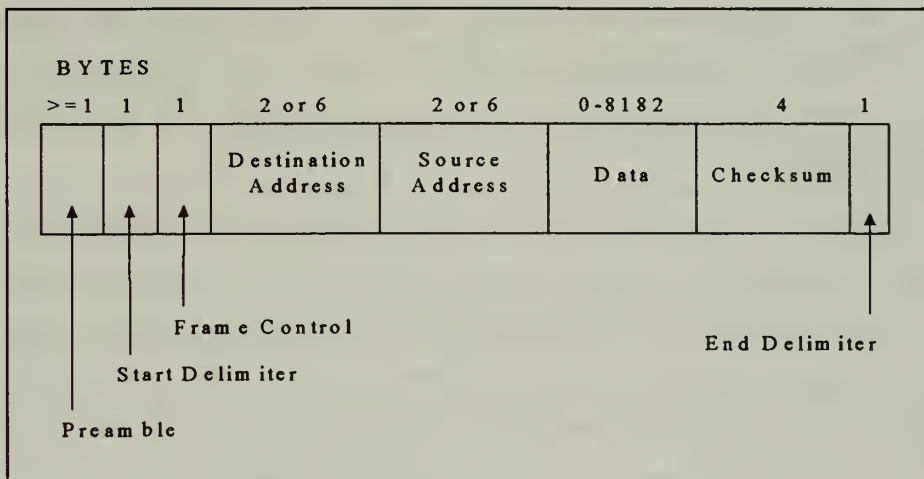 BYTES
>=1 1 1 2 or 6 2 or 6 0-8182 4 1
Destination Address
Source Address
Data
Checksum
Frame Control
End Delimiter
Start Delimiter
Preamble